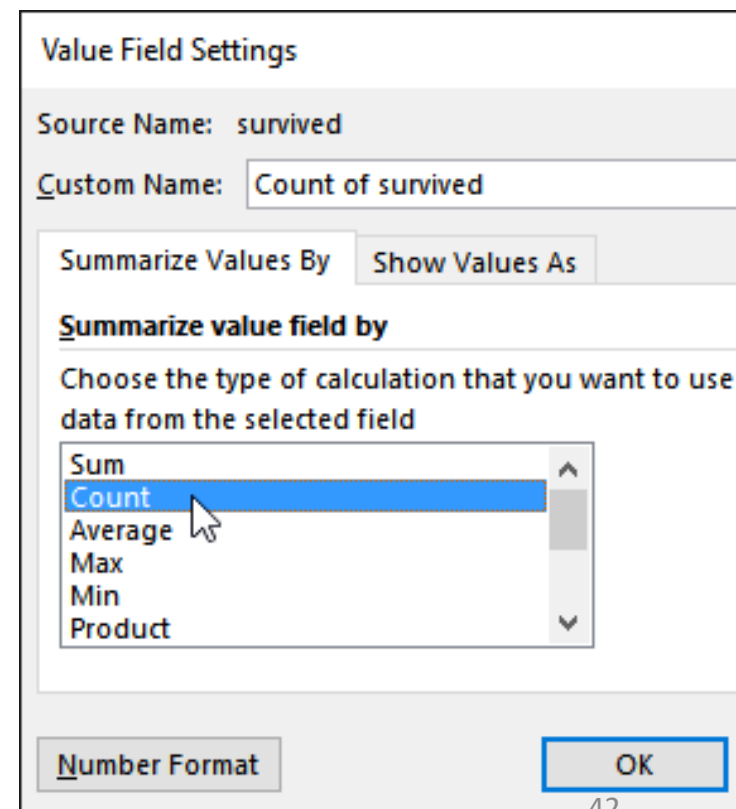 Value Field Settings
Source Name: survived
Custom Name: Count of survived
Summarize Values By Show Values As
Summarize value field by
Choose the type of calculation that you want to use
data from the selected field
Sum
Count
Average
Max
Min
Product
Number Format OK
42